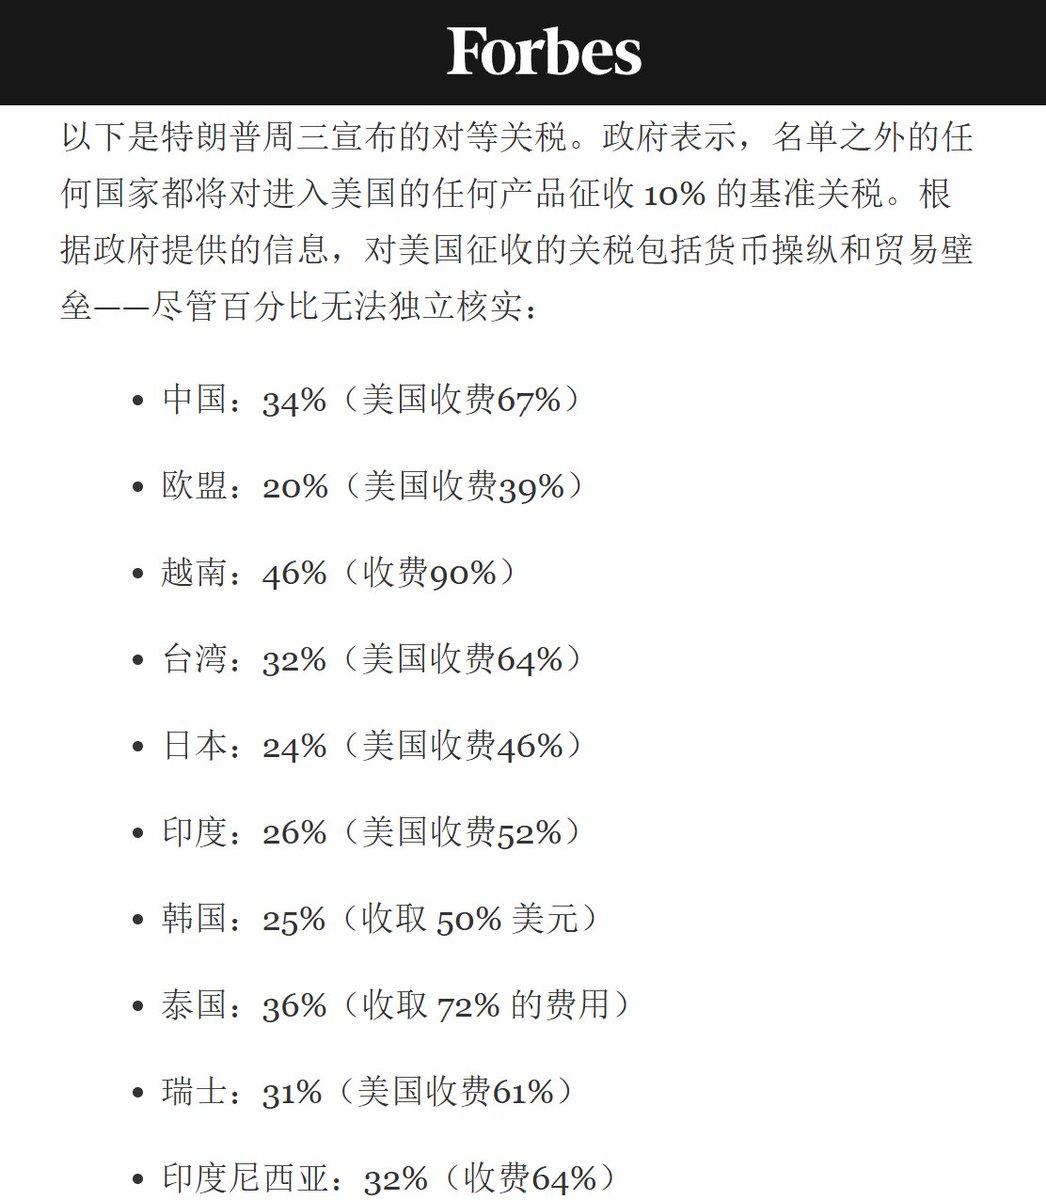 Forbes
以下是特朗普周三宣布的对等关税。政府表示，名单之外的任
何国家都将对进入美国的任何产品征收 10% 的基准关税。根
据政府提供的信息，对美国征收的关税包括货币操纵和贸易壁
垒——尽管百分比无法独立核实：
• 中国：34%（美国收费67%）
• 欧盟：20%（美国收费39%）
• 越南：46%（收费90%）
• 台湾：32%（美国收费64%）
• 日本：24%（美国收费46%）
• 印度：26%（美国收费52%）
• 韩国：25%（收取 50% 美元）
• 泰国：36%（收取 72% 的费用）
• 瑞士：31%（美国收费61%）
• 印度尼西亚：32%（收费64%）